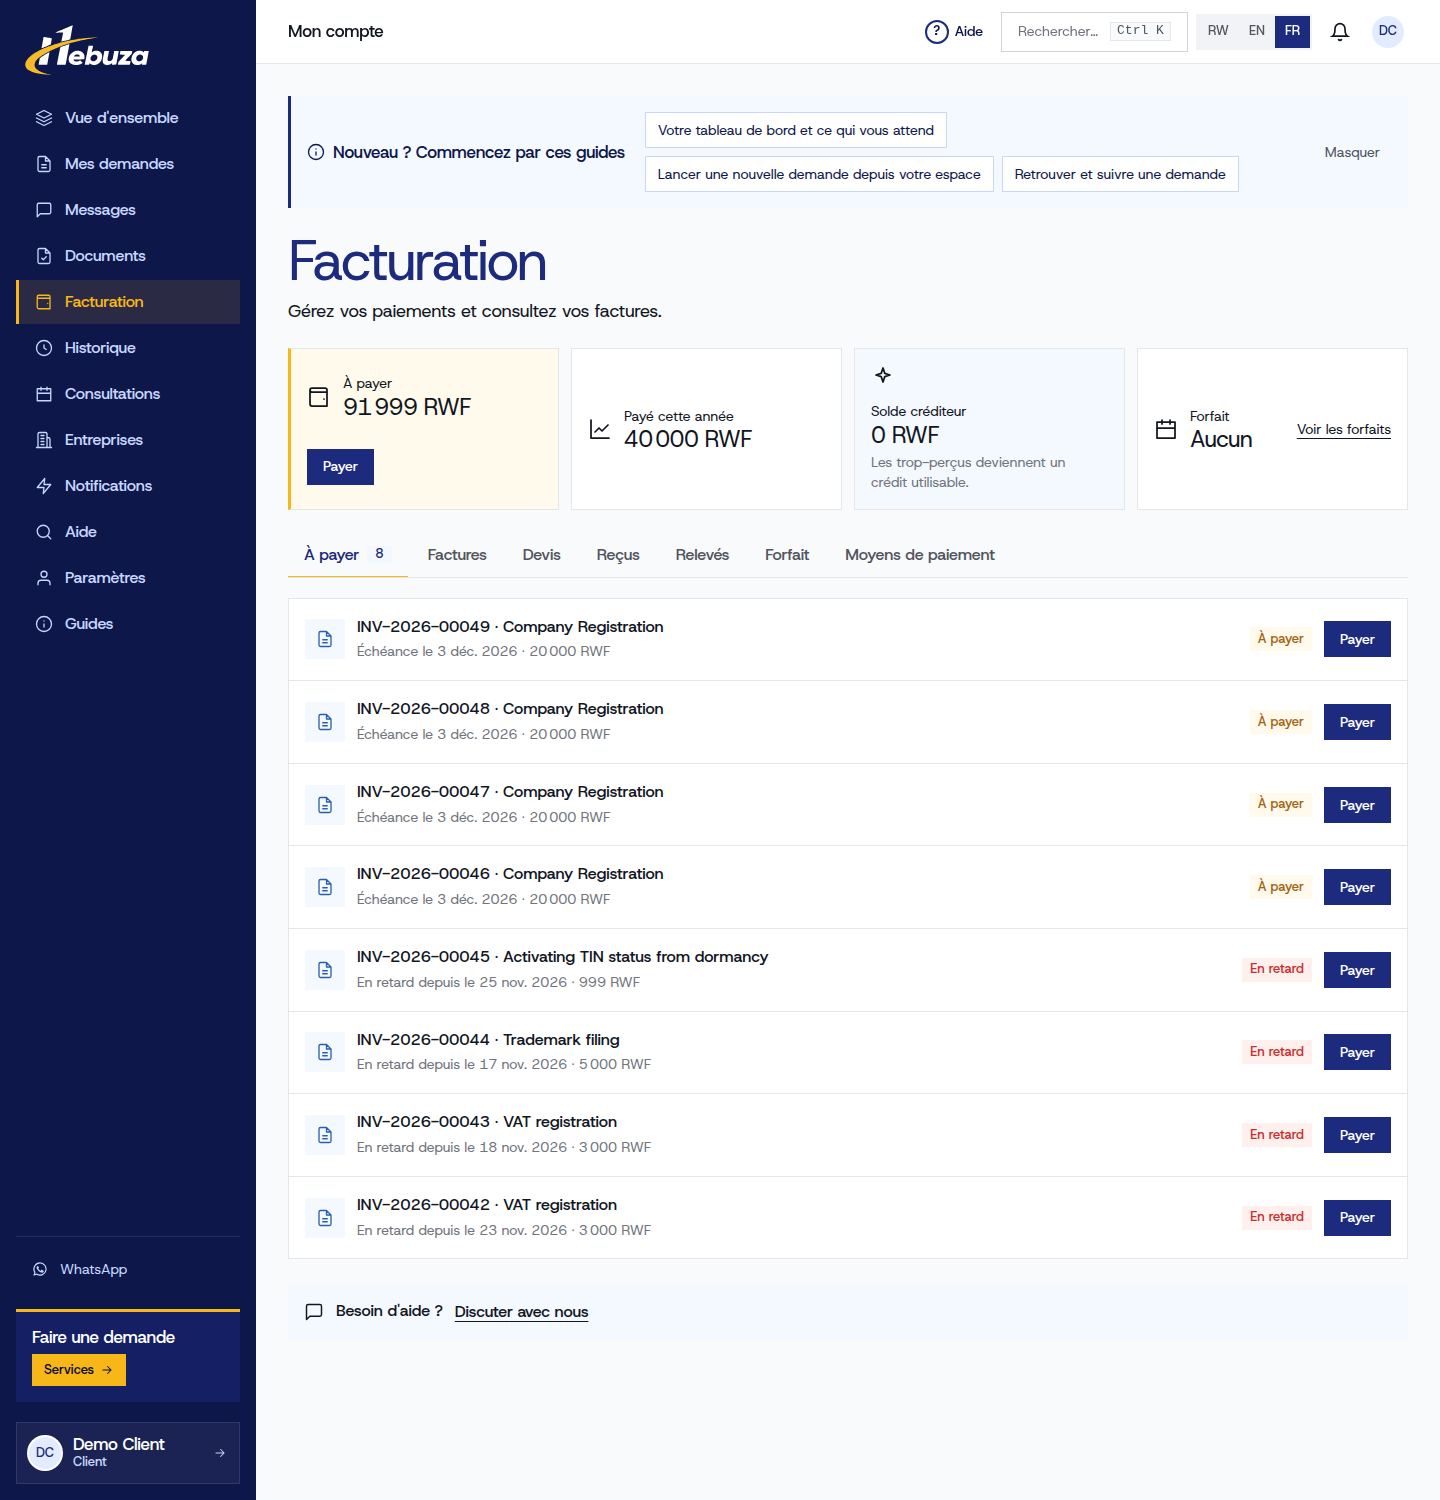 Hebuza
Vue d'ensemble
Mes demandes
Messages
Documents
Facturation
Historique
Consultations
Entreprises
Notifications
Aide
Paramètres
Guides
WhatsApp
Faire une demande
Services →
DC
Demo Client
Client
Mon compte
? Aide
Rechercher… Ctrl K
RW EN FR
DC
Nouveau ? Commencez par ces guides
Votre tableau de bord et ce qui vous attend
Lancer une nouvelle demande depuis votre espace
Retrouver et suivre une demande
Masquer
Facturation
Gérez vos paiements et consultez vos factures.
À payer
91 999 RWF
Payer
Payé cette année
40 000 RWF
Solde créditeur
0 RWF
Les trop-perçus deviennent un
crédit utilisable.
Forfait
Aucun
Voir les forfaits
À payer 8 Factures Devis Reçus Relevés Forfait Moyens de paiement
INV-2026-00049 · Company Registration
Échéance le 3 déc. 2026 · 20 000 RWF
À payer Payer
INV-2026-00048 · Company Registration
Échéance le 3 déc. 2026 · 20 000 RWF
À payer Payer
INV-2026-00047 · Company Registration
Échéance le 3 déc. 2026 · 20 000 RWF
À payer Payer
INV-2026-00046 · Company Registration
Échéance le 3 déc. 2026 · 20 000 RWF
À payer Payer
INV-2026-00045 · Activating TIN status from dormancy
En retard depuis le 25 nov. 2026 · 999 RWF
En retard Payer
INV-2026-00044 · Trademark filing
En retard depuis le 17 nov. 2026 · 5 000 RWF
En retard Payer
INV-2026-00043 · VAT registration
En retard depuis le 18 nov. 2026 · 3 000 RWF
En retard Payer
INV-2026-00042 · VAT registration
En retard depuis le 23 nov. 2026 · 3 000 RWF
En retard Payer
Besoin d'aide ? Discuter avec nous